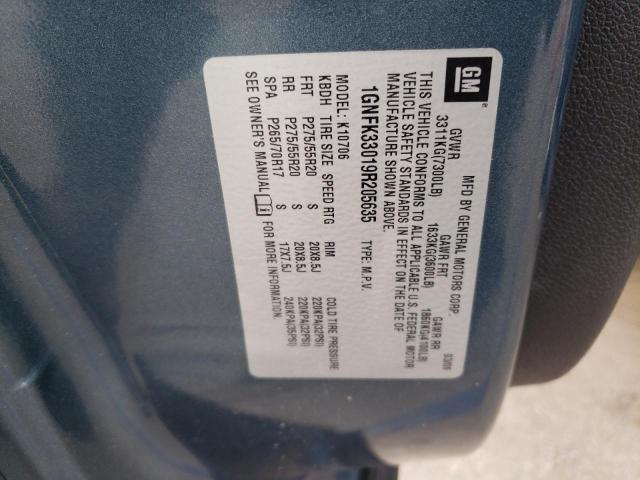 GM
MFD BY GENERAL MOTORS CORP. 03/09
GVWR GAWR FRT GAWR RR
3311KG(7300LB) 1633KG(3600LB) 1860KG(4100LB)
THIS VEHICLE CONFORMS TO ALL APPLICABLE U.S. FEDERAL MOTOR
VEHICLE SAFETY STANDARDS IN EFFECT ON THE DATE OF
MANUFACTURE SHOWN ABOVE.
1GNFK33019R205635 TYPE: M.P.V.
MODEL: K10706
KBDH TIRE SIZE SPEED RTG RIM COLD TIRE PRESSURE
FRT P275/55R20 S 20X8.5J 220KPA(32PSI)
RR P275/55R20 S 20X8.5J 220KPA(32PSI)
SPA P265/70R17 S 17X7.5J 240KPA(35PSI)
SEE OWNER'S MANUAL FOR MORE INFORMATION.